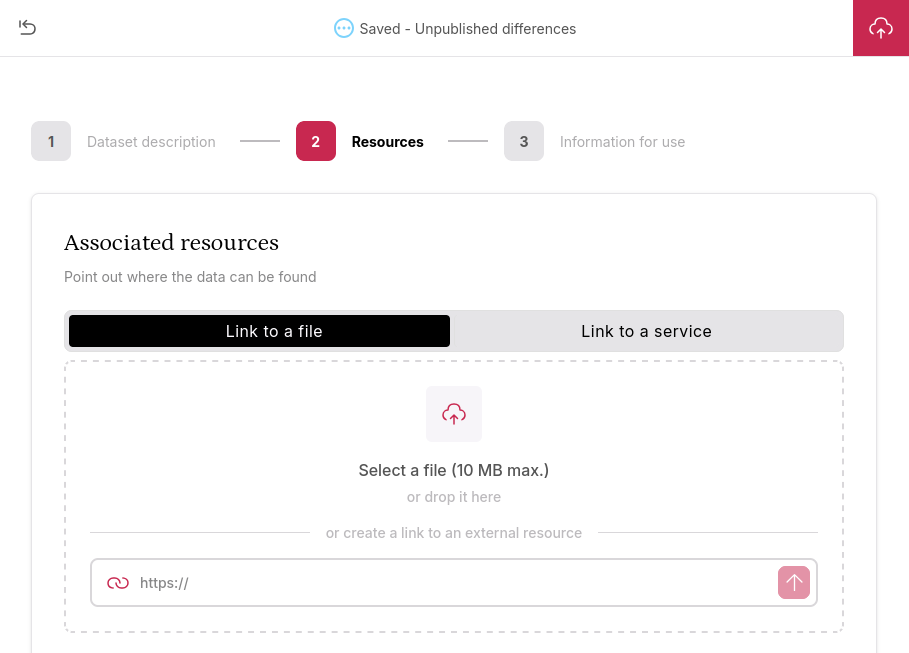 Saved - Unpublished differences
1 Dataset description 2 Resources 3 Information for use
Associated resources
Point out where the data can be found
Link to a file Link to a service
Select a file (10 MB max.)
or drop it here
or create a link to an external resource
https://